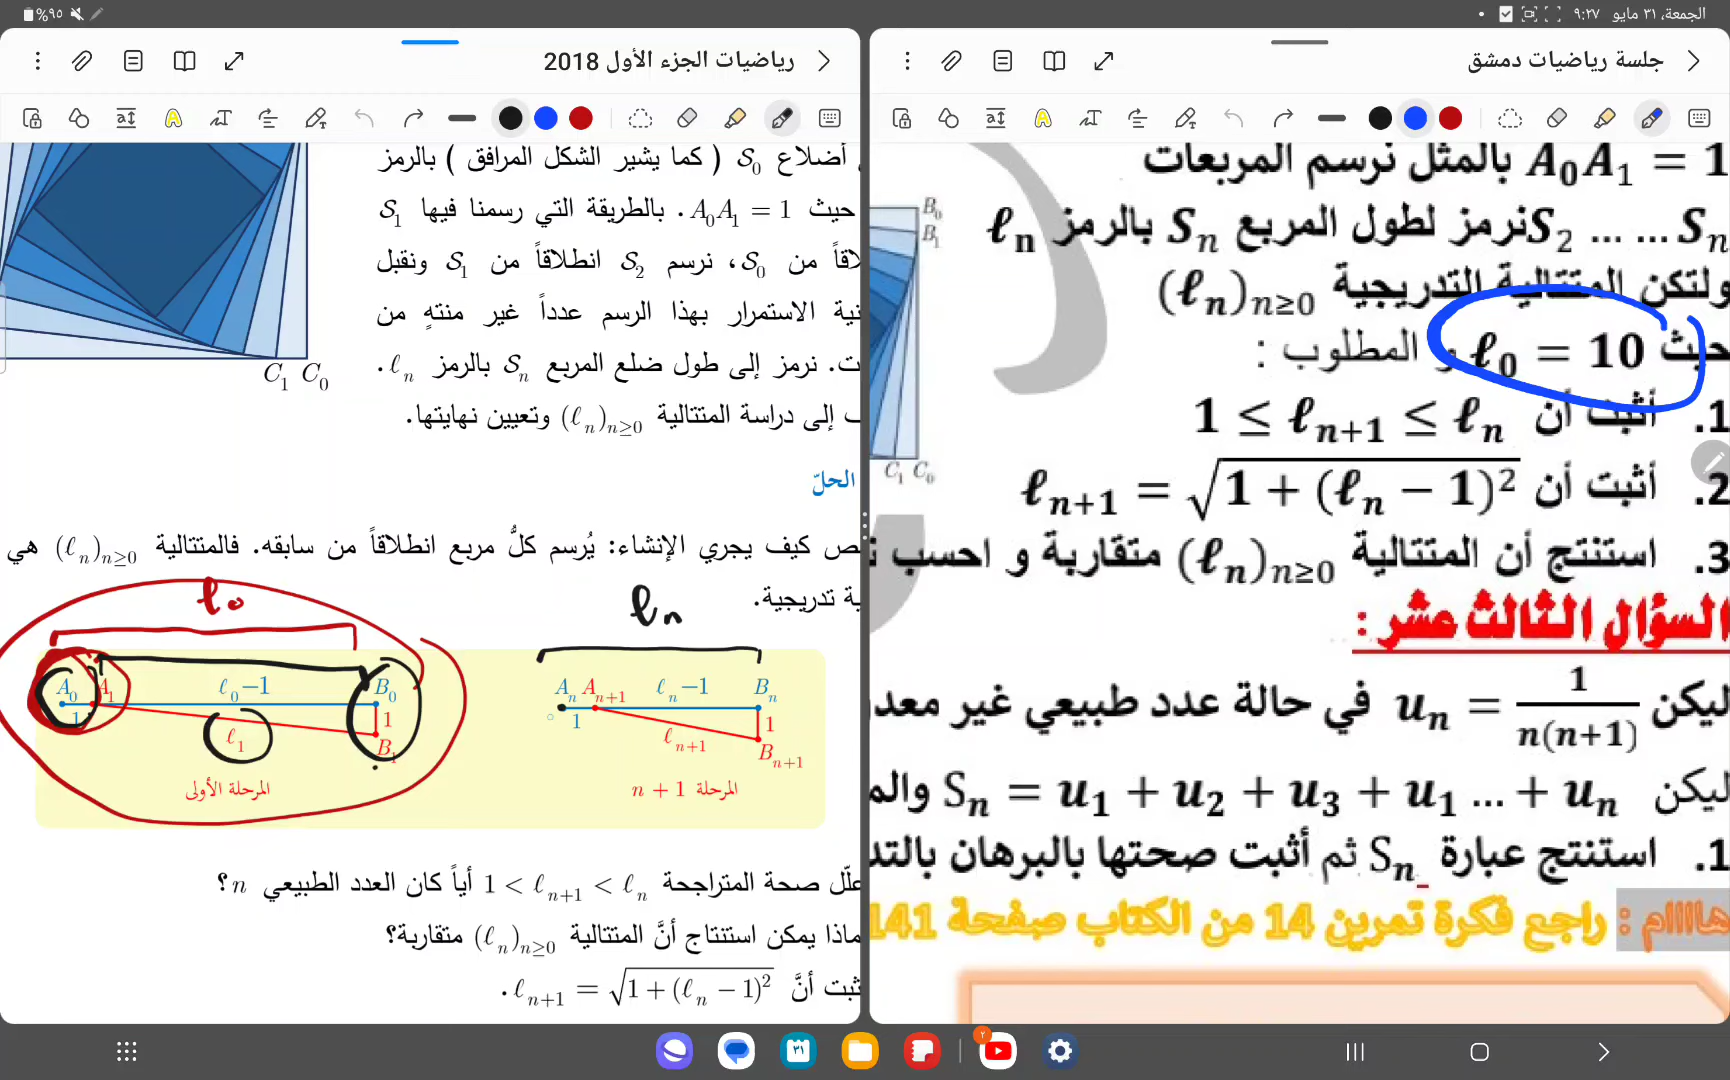 الجمعة، ٣١ مايو ٩:٢٧
%٩٥
جلسة رياضيات دمشق
بالمثل نرسم المربعات A₀A₁ = 1
S₂ … … Sₙ نرمز لطول المربع Sₙ بالرمز ℓₙ
ولتكن المتتالية التدريجية (ℓₙ)ₙ≥₀
حيث ℓ₀ = 10 و المطلوب :
1. أثبت أن 1 ≤ ℓₙ₊₁ ≤ ℓₙ
2. أثبت أن ℓₙ₊₁ = √(1 + (ℓₙ − 1)²)
3. استنتج أن المتتالية (ℓₙ)ₙ≥₀ متقاربة و احسب
B₀
B₁
C₁ C₀
السؤال الثالث عشر :
ليكن uₙ = 1/n(n+1) في حالة عدد طبيعي غير
ليكن Sₙ = u₁ + u₂ + u₃ + u₁ … + uₙ
1. استنتج عبارة Sₙ ثم أثبت صحتها بالبرهان
هاااام : راجع فكرة تمرين 14 من الكتاب صفحة 141
رياضيات الجزء الأول 2018
أضلاع S₀ ( كما يشير الشكل المرافق ) بالرمز
S₁ حيث A₀A₁ = 1. بالطريقة التي رسمنا فيها
من S₀، نرسم S₂ انطلاقاً من S₁ ونقبل
الاستمرار بهذا الرسم عدداً غير منتهٍ من
نرمز إلى طول ضلع المربع Sₙ بالرمز ℓₙ.
إلى دراسة المتتالية (ℓₙ)ₙ≥₀ وتعيين نهايتها.
C₁ C₀
الحلّ
كيف يجري الإنشاء: يُرسم كلُّ مربع انطلاقاً من سابقه. فالمتتالية (ℓₙ)ₙ≥₀ هي
تدريجية.
ℓ₀
ℓₙ
A₀ A₁ ℓ₀−1 B₀
1 ℓ₁ 1
B₁
المرحلة الأولى
Aₙ Aₙ₊₁ ℓₙ−1 Bₙ
1 ℓₙ₊₁ 1
Bₙ₊₁
المرحلة n + 1
علّل صحة المتراجحة 1 < ℓₙ₊₁ < ℓₙ أياً كان العدد الطبيعي n ؟
ماذا يمكن استنتاج أنَّ المتتالية (ℓₙ)ₙ≥₀ متقاربة؟
أنَّ ℓₙ₊₁ = √(1 + (ℓₙ − 1)²) .